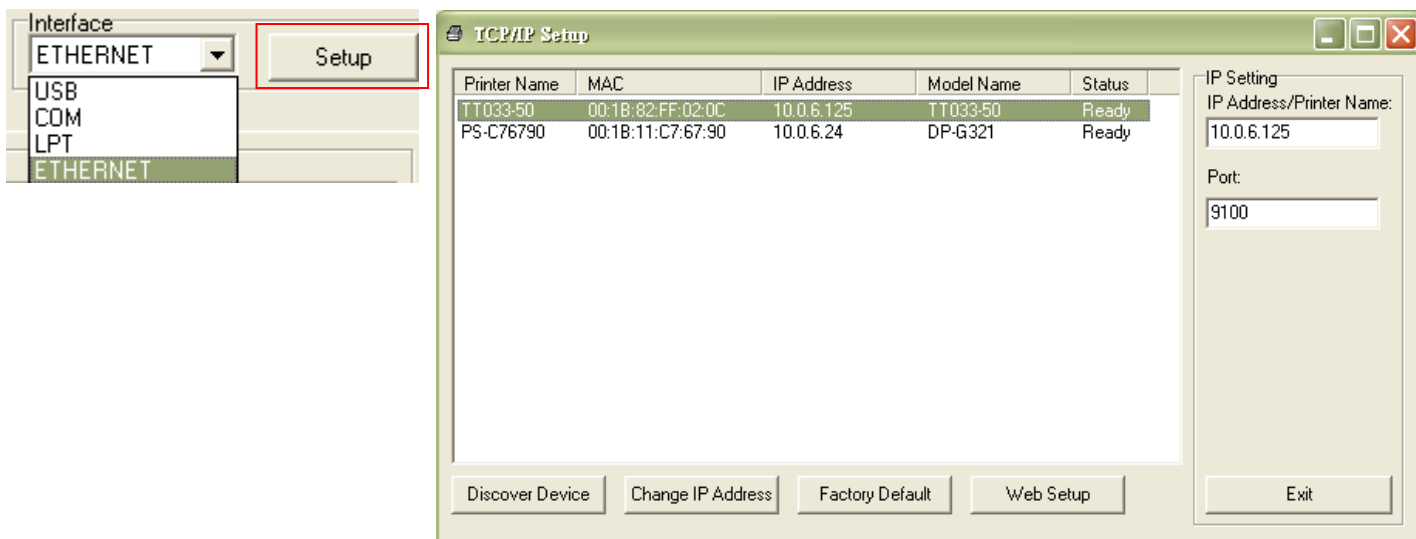 Interface
ETHERNET
Setup
USB
COM
LPT
ETHERNET
TCP/IP Setup
Printer Name MAC IP Address Model Name Status
TT033-50 00:1B:82:FF:02:0C 10.0.6.125 TT033-50 Ready
PS-C76790 00:1B:11:C7:67:90 10.0.6.24 DP-G321 Ready
IP Setting
IP Address/Printer Name:
10.0.6.125
Port:
9100
Discover Device Change IP Address Factory Default Web Setup Exit